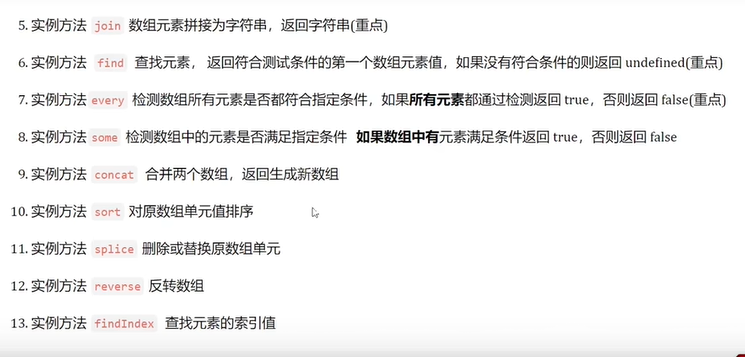 5. 实例方法 join 数组元素拼接为字符串，返回字符串(重点)
6. 实例方法 find 查找元素， 返回符合测试条件的第一个数组元素值，如果没有符合条件的则返回 undefined(重点)
7. 实例方法 every 检测数组所有元素是否都符合指定条件，如果所有元素都通过检测返回 true，否则返回 false(重点)
8. 实例方法 some 检测数组中的元素是否满足指定条件 如果数组中有元素满足条件返回 true，否则返回 false
9. 实例方法 concat 合并两个数组，返回生成新数组
10. 实例方法 sort 对原数组单元值排序
11. 实例方法 splice 删除或替换原数组单元
12. 实例方法 reverse 反转数组
13. 实例方法 findIndex 查找元素的索引值